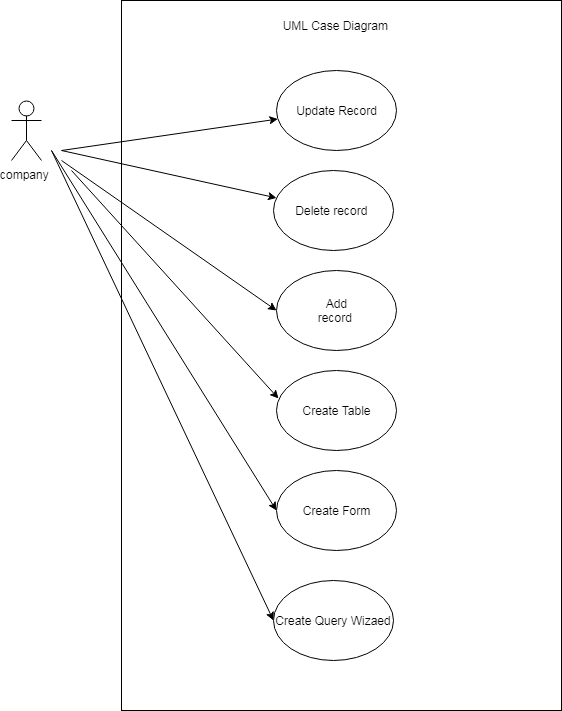 UML Case Diagram
Update Record
company
Delete record
Add
record
Create Table
Create Form
Create Query Wizaed